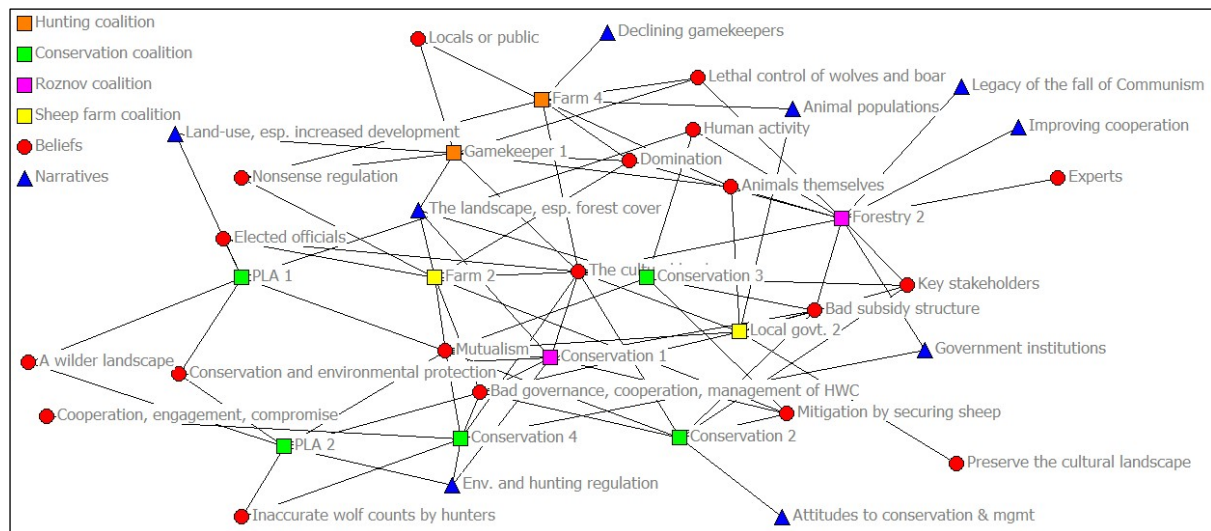 Hunting coalition
Conservation coalition
Roznov coalition
Sheep farm coalition
Beliefs
Narratives
Locals or public
Declining gamekeepers
Lethal control of wolves and boar
Legacy of the fall of Communism
Farm 4
Animal populations
Land-use, esp. increased development
Human activity
Improving cooperation
Gamekeeper 1
Domination
Nonsense regulation
Animals themselves
Experts
The landscape, esp. forest cover
Forestry 2
Elected officials
PLA 1
Farm 2
The cultu
Conservation 3
Key stakeholders
Bad subsidy structure
Local govt. 2
Mutualism
Conservation 1
Government institutions
A wilder landscape
Conservation and environmental protection
Bad governance, cooperation, management of HWC
Cooperation, engagement, compromise
Mitigation by securing sheep
PLA 2
Conservation 4
Conservation 2
Preserve the cultural landscape
Env. and hunting regulation
Inaccurate wolf counts by hunters
Attitudes to conservation & mgmt